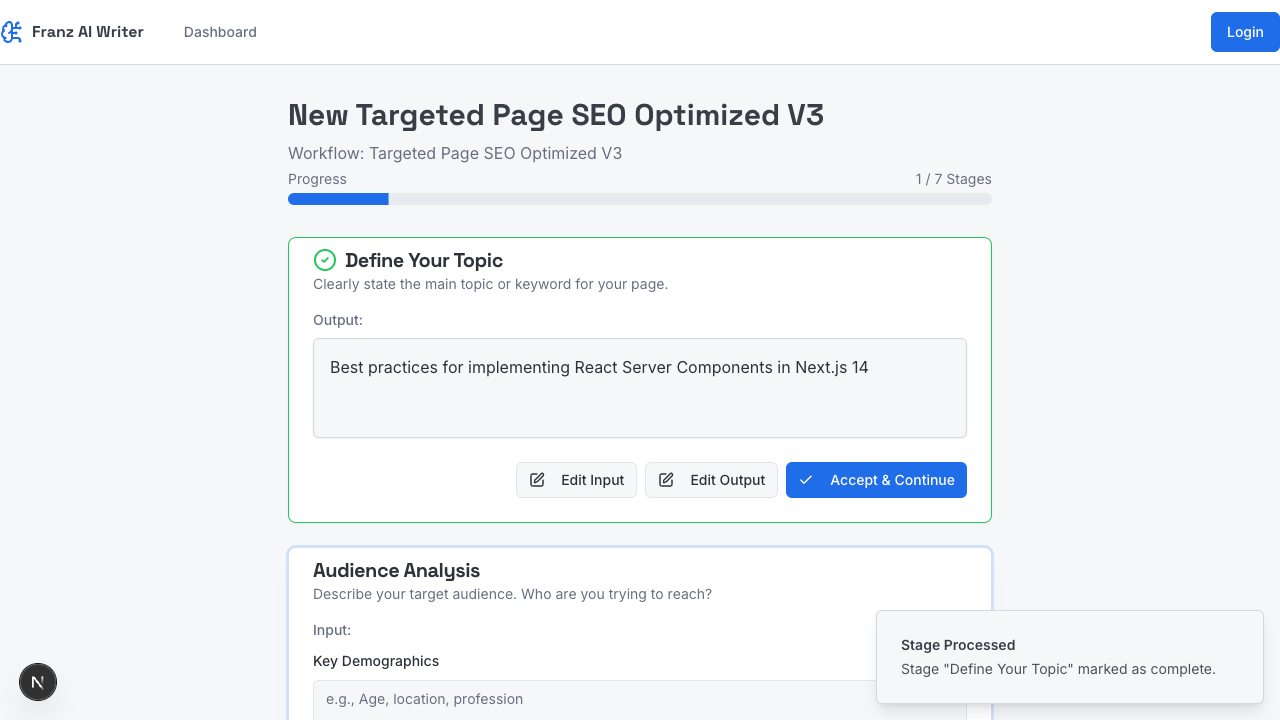 Franz AI Writer
Dashboard
Login
New Targeted Page SEO Optimized V3
Workflow: Targeted Page SEO Optimized V3
Progress
1 / 7 Stages
Define Your Topic
Clearly state the main topic or keyword for your page.
Output:
Best practices for implementing React Server Components in Next.js 14
Edit Input
Edit Output
Accept & Continue
Audience Analysis
Describe your target audience. Who are you trying to reach?
Input:
Key Demographics
e.g., Age, location, profession
Stage Processed
Stage "Define Your Topic" marked as complete.
N